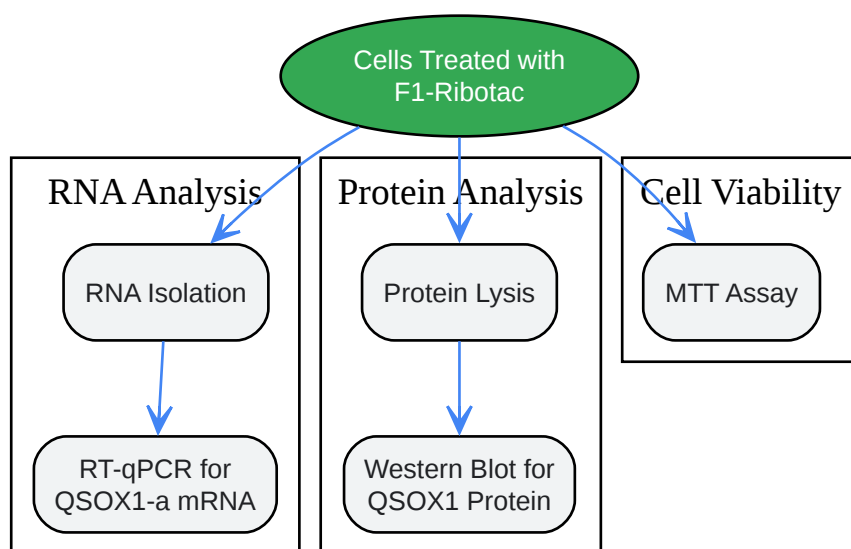 Cells Treated with
F1-Ribotac
RNA Analysis
RNA Isolation
RT-qPCR for
QSOX1-a mRNA
Protein Analysis
Protein Lysis
Western Blot for
QSOX1 Protein
Cell Viability
MTT Assay